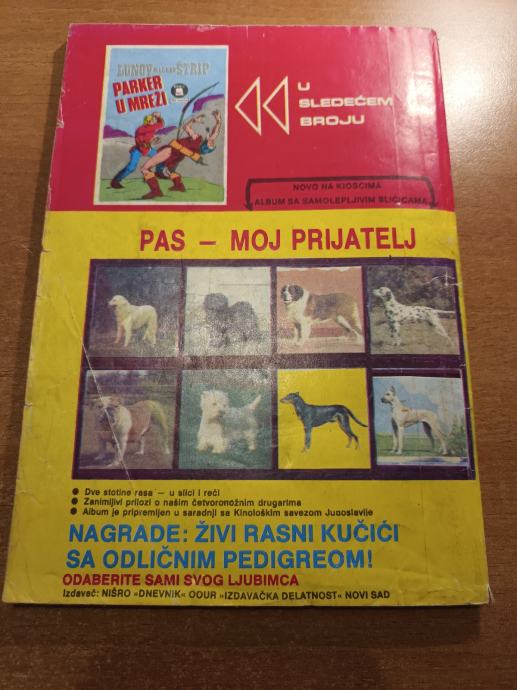 LUNOV MAGNUS STRIP
PARKER
U MREŽI
U
SLEDEĆEM
BROJU
NOVO NA KIOSCIMA
ALBUM SA SAMOLEPLJIVIM SLIČICAMA
PAS — MOJ PRIJATELJ
● Dve stotine rasa — u slici i reči
● Zanimljivi prilozi o našim četvoronožnim drugarima
● Album je pripremljen u saradnji sa Kinološkim savezom Jugoslavije
NAGRADE: ŽIVI RASNI KUČIĆI
SA ODLIČNIM PEDIGREOM!
ODABERITE SAMI SVOG LJUBIMCA
Izdavač: NIŠRO »DNEVNIK« OOUR »IZDAVAČKA DELATNOST« NOVI SAD